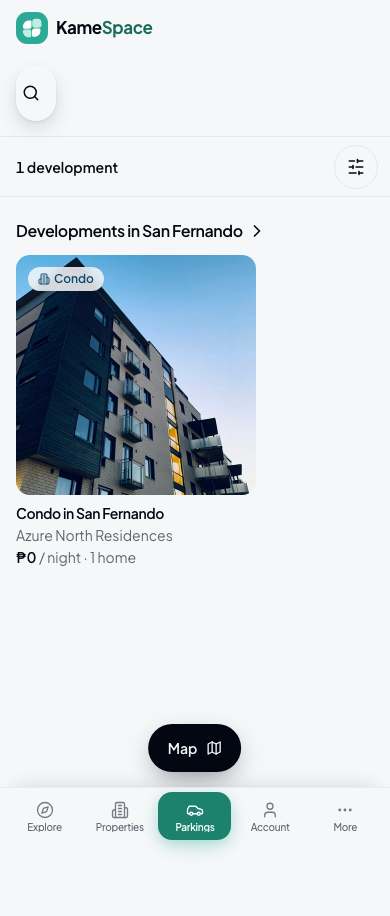 KameSpace
1 development
Developments in San Fernando
Condo
Condo in San Fernando
Azure North Residences
₱0 / night · 1 home
Map
Explore
Properties
Parkings
Account
More